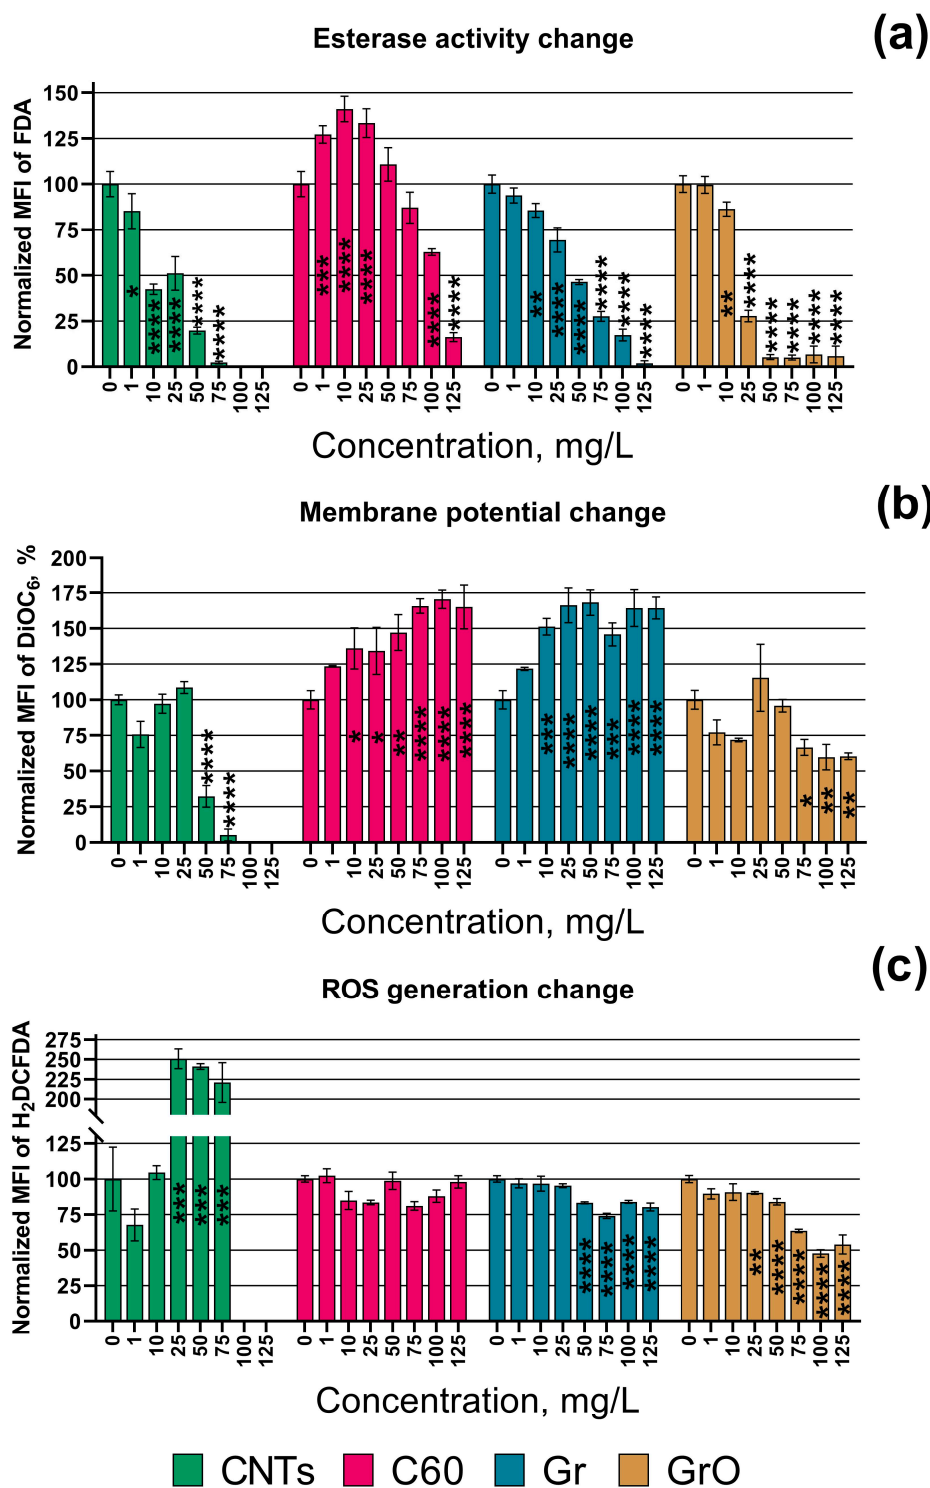 (a)
Esterase activity change
Normalized MFI of FDA
150
125
100
75
50
25
0
0 1 10 25 50 75 100 125 0 1 10 25 50 75 100 125 0 1 10 25 50 75 100 125 0 1 10 25 50 75 100 125
* **** **** **** **** *** **** **** **** **** ** **** **** **** **** **** ** **** **** **** **** ****
Concentration, mg/L
(b)
Membrane potential change
Normalized MFI of DiOC6, %
200
175
150
125
100
75
50
25
0
0 1 10 25 50 75 100 125 0 1 10 25 50 75 100 125 0 1 10 25 50 75 100 125 0 1 10 25 50 75 100 125
**** **** * * ** **** **** **** *** **** **** *** **** **** * ** **
Concentration, mg/L
(c)
ROS generation change
Normalized MFI of H2DCFDA
275
250
225
200
125
100
75
50
25
0
0 1 10 25 50 75 100 125 0 1 10 25 50 75 100 125 0 1 10 25 50 75 100 125 0 1 10 25 50 75 100 125
*** *** *** **** **** **** **** ** **** **** **** ****
Concentration, mg/L
CNTs C60 Gr GrO